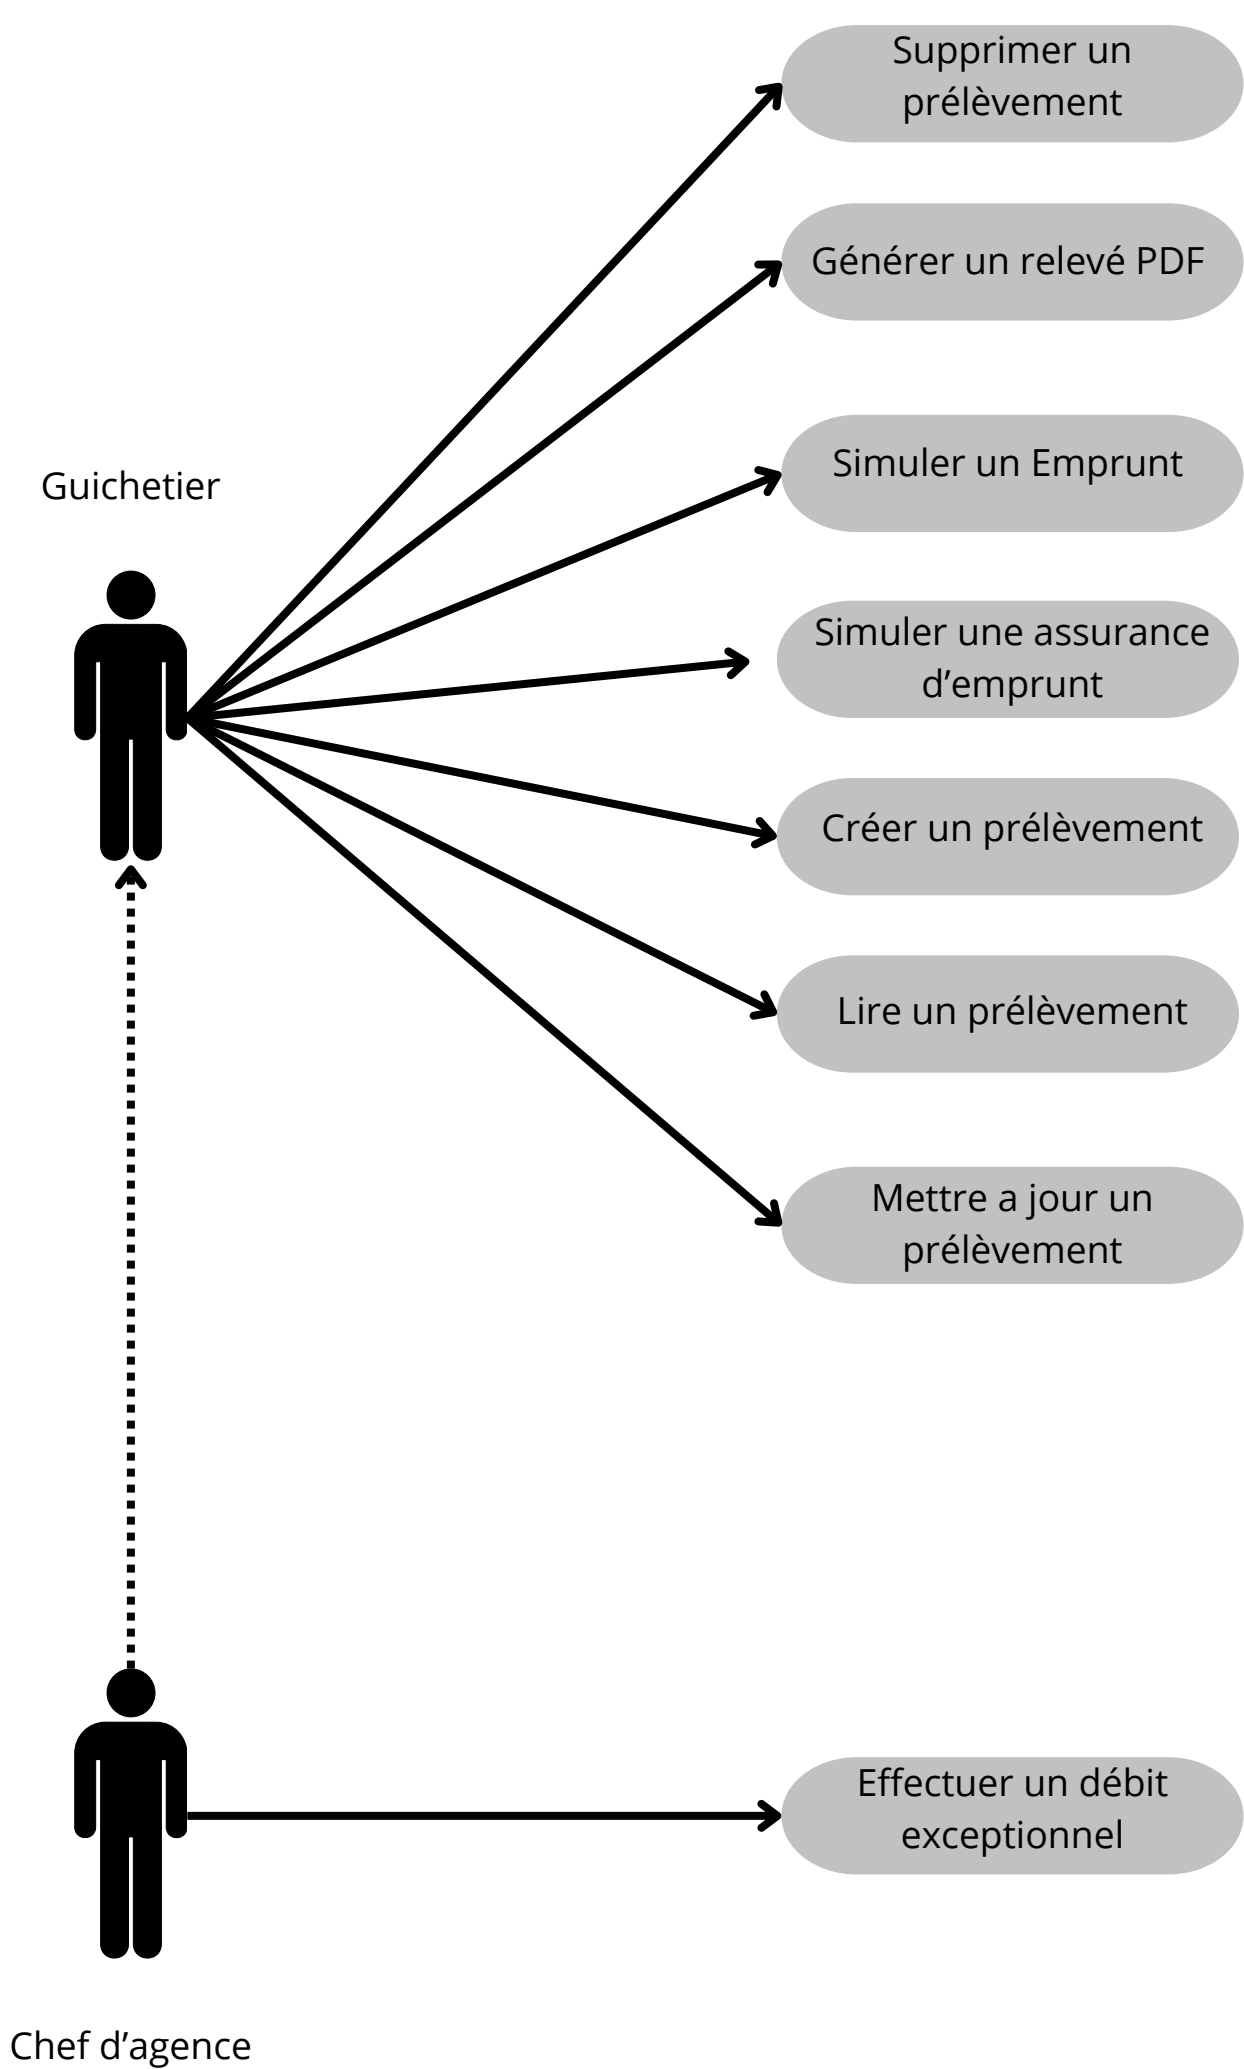 Supprimer un
prélèvement
Générer un relevé PDF
Simuler un Emprunt
Guichetier
Simuler une assurance
d’emprunt
Créer un prélèvement
Lire un prélèvement
Mettre a jour un
prélèvement
Effectuer un débit
exceptionnel
Chef d’agence